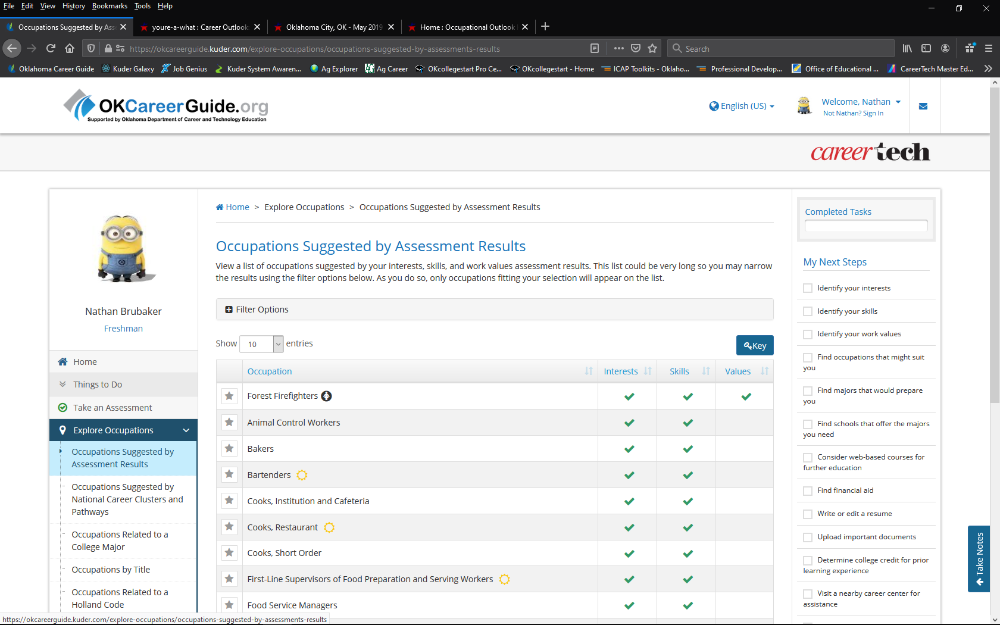 File Edit View History Bookmarks Tools Help
Occupations Suggested by Ass
youre-a-what : Career Outlook:
Oklahoma City, OK - May 2019
Home : Occupational Outlook
https://okcareerguide.kuder.com/explore-occupations/occupations-suggested-by-assessments-results
Search
Oklahoma Career Guide
Kuder Galaxy
Job Genius
Kuder System Awaren...
Ag Explorer
Ag Career
OKcollegestart Pro Ce...
OKcollegestart - Home
ICAP Toolkits - Oklaho...
Professional Develop...
Office of Educational ...
CareerTech Master Ed...
OKCareerGuide.org
Supported by Oklahoma Department of Career and Technology Education
English (US)
Welcome, Nathan
Not Nathan? Sign In
careertech
Nathan Brubaker
Freshman
Home
Things to Do
Take an Assessment
Explore Occupations
Occupations Suggested by
Assessment Results
Occupations Suggested by
National Career Clusters and
Pathways
Occupations Related to a
College Major
Occupations by Title
Occupations Related to a
Holland Code
Home > Explore Occupations > Occupations Suggested by Assessment Results
Occupations Suggested by Assessment Results
View a list of occupations suggested by your interests, skills, and work values assessment results. This list could be very long so you may narrow
the results using the filter options below. As you do so, only occupations fitting your selection will appear on the list.
Filter Options
Show 10 entries
Key
Occupation Interests Skills Values
Forest Firefighters
Animal Control Workers
Bakers
Bartenders
Cooks, Institution and Cafeteria
Cooks, Restaurant
Cooks, Short Order
First-Line Supervisors of Food Preparation and Serving Workers
Food Service Managers
Completed Tasks
My Next Steps
Identify your interests
Identify your skills
Identify your work values
Find occupations that might suit
you
Find majors that would prepare
you
Find schools that offer the majors
you need
Consider web-based courses for
further education
Find financial aid
Write or edit a resume
Upload important documents
Determine college credit for prior
learning experience
Visit a nearby career center for
assistance
Take Notes
https://okcareerguide.kuder.com/explore-occupations/occupations-suggested-by-assessments-results